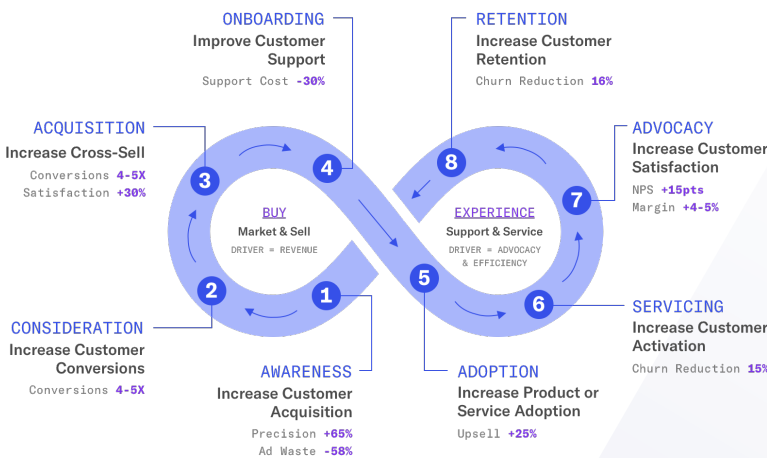 ONBOARDING
Improve Customer
Support
Support Cost -30%
RETENTION
Increase Customer
Retention
Churn Reduction 16%
ACQUISITION
Increase Cross-Sell
Conversions 4-5X
Satisfaction +30%
ADVOCACY
Increase Customer
Satisfaction
NPS +15pts
Margin +4-5%
3
4
8
7
BUY
Market & Sell
DRIVER = REVENUE
EXPERIENCE
Support & Service
DRIVER = ADVOCACY
& EFFICIENCY
2
1
5
6
CONSIDERATION
Increase Customer
Conversions
Conversions 4-5X
AWARENESS
Increase Customer
Acquisition
Precision +65%
Ad Waste -58%
ADOPTION
Increase Product or
Service Adoption
Upsell +25%
SERVICING
Increase Customer
Activation
Churn Reduction 15%